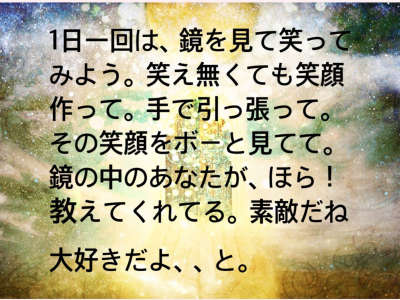 1日一回は、鏡を見て笑って
みよう。笑え無くても笑顔
作って。手で引っ張って。
その笑顔をボーと見てて。
鏡の中のあなたが、ほら！
教えてくれてる。素敵だね
大好きだよ、、と。